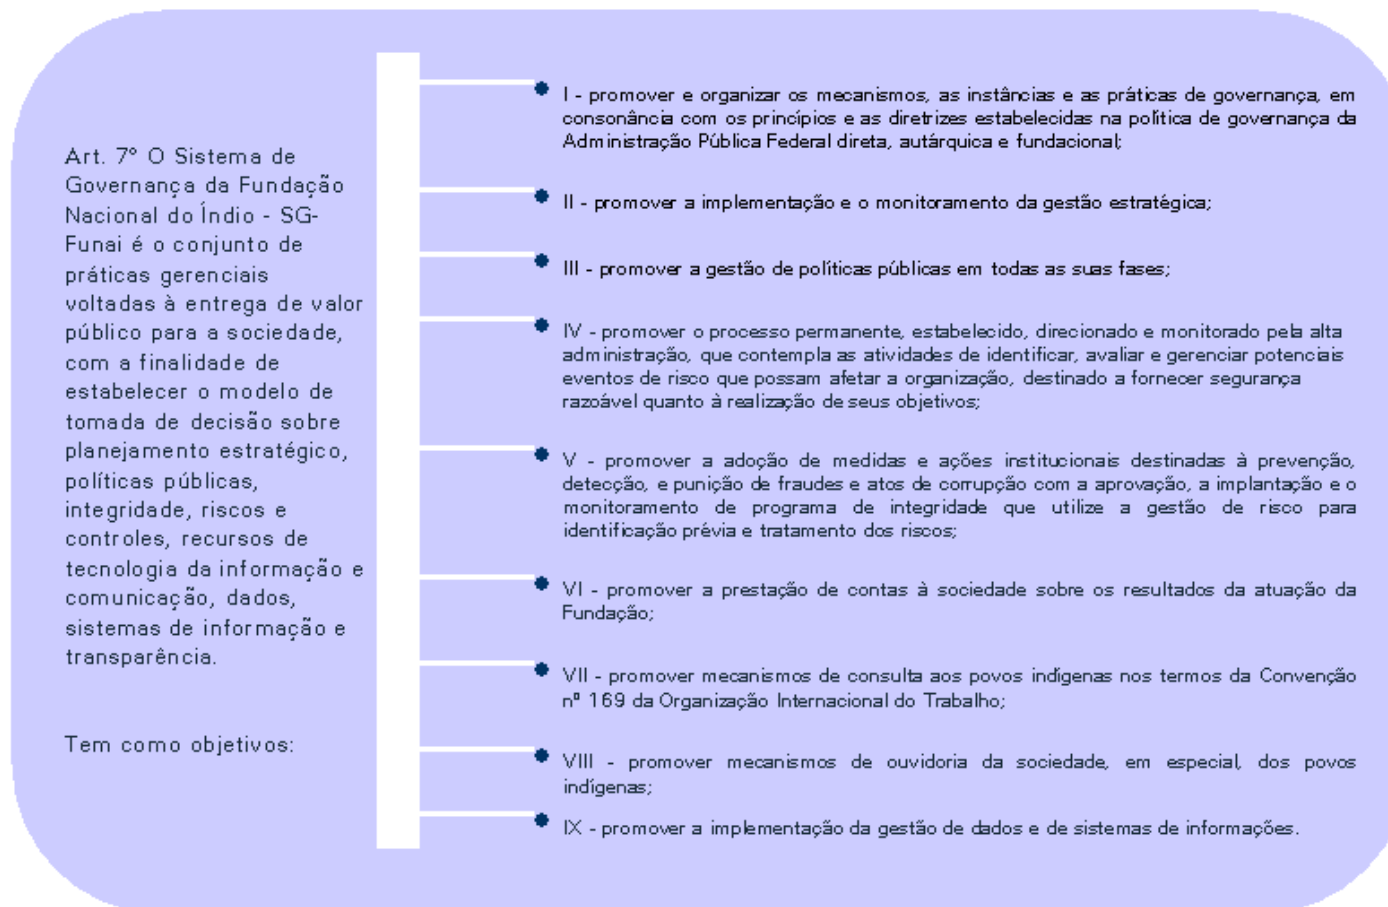 Art. 7º O Sistema de
Governança da Fundação
Nacional do Índio - SG-
Funai é o conjunto de
práticas gerenciais
voltadas à entrega de valor
público para a sociedade,
com a finalidade de
estabelecer o modelo de
tomada de decisão sobre
planejamento estratégico,
políticas públicas,
integridade, riscos e
controles, recursos de
tecnologia da informação e
comunicação, dados,
sistemas de informação e
transparência.
Tem como objetivos:
I - promover e organizar os mecanismos, as instâncias e as práticas de governança, em
consonância com os princípios e as diretrizes estabelecidas na política de governança da
Administração Pública Federal direta, autárquica e fundacional;
II - promover a implementação e o monitoramento da gestão estratégica;
III - promover a gestão de políticas públicas em todas as suas fases;
IV - promover o processo permanente, estabelecido, direcionado e monitorado pela alta
administração, que contempla as atividades de identificar, avaliar e gerenciar potenciais
eventos de risco que possam afetar a organização, destinado a fornecer segurança
razoável quanto à realização de seus objetivos;
V - promover a adoção de medidas e ações institucionais destinadas à prevenção,
detecção, e punição de fraudes e atos de corrupção com a aprovação, a implantação e o
monitoramento de programa de integridade que utilize a gestão de risco para
identificação prévia e tratamento dos riscos;
VI - promover a prestação de contas à sociedade sobre os resultados da atuação da
Fundação;
VII - promover mecanismos de consulta aos povos indígenas nos termos da Convenção
nº 169 da Organização Internacional do Trabalho;
VIII - promover mecanismos de ouvidoria da sociedade, em especial, dos povos
indígenas;
IX - promover a implementação da gestão de dados e de sistemas de informações.